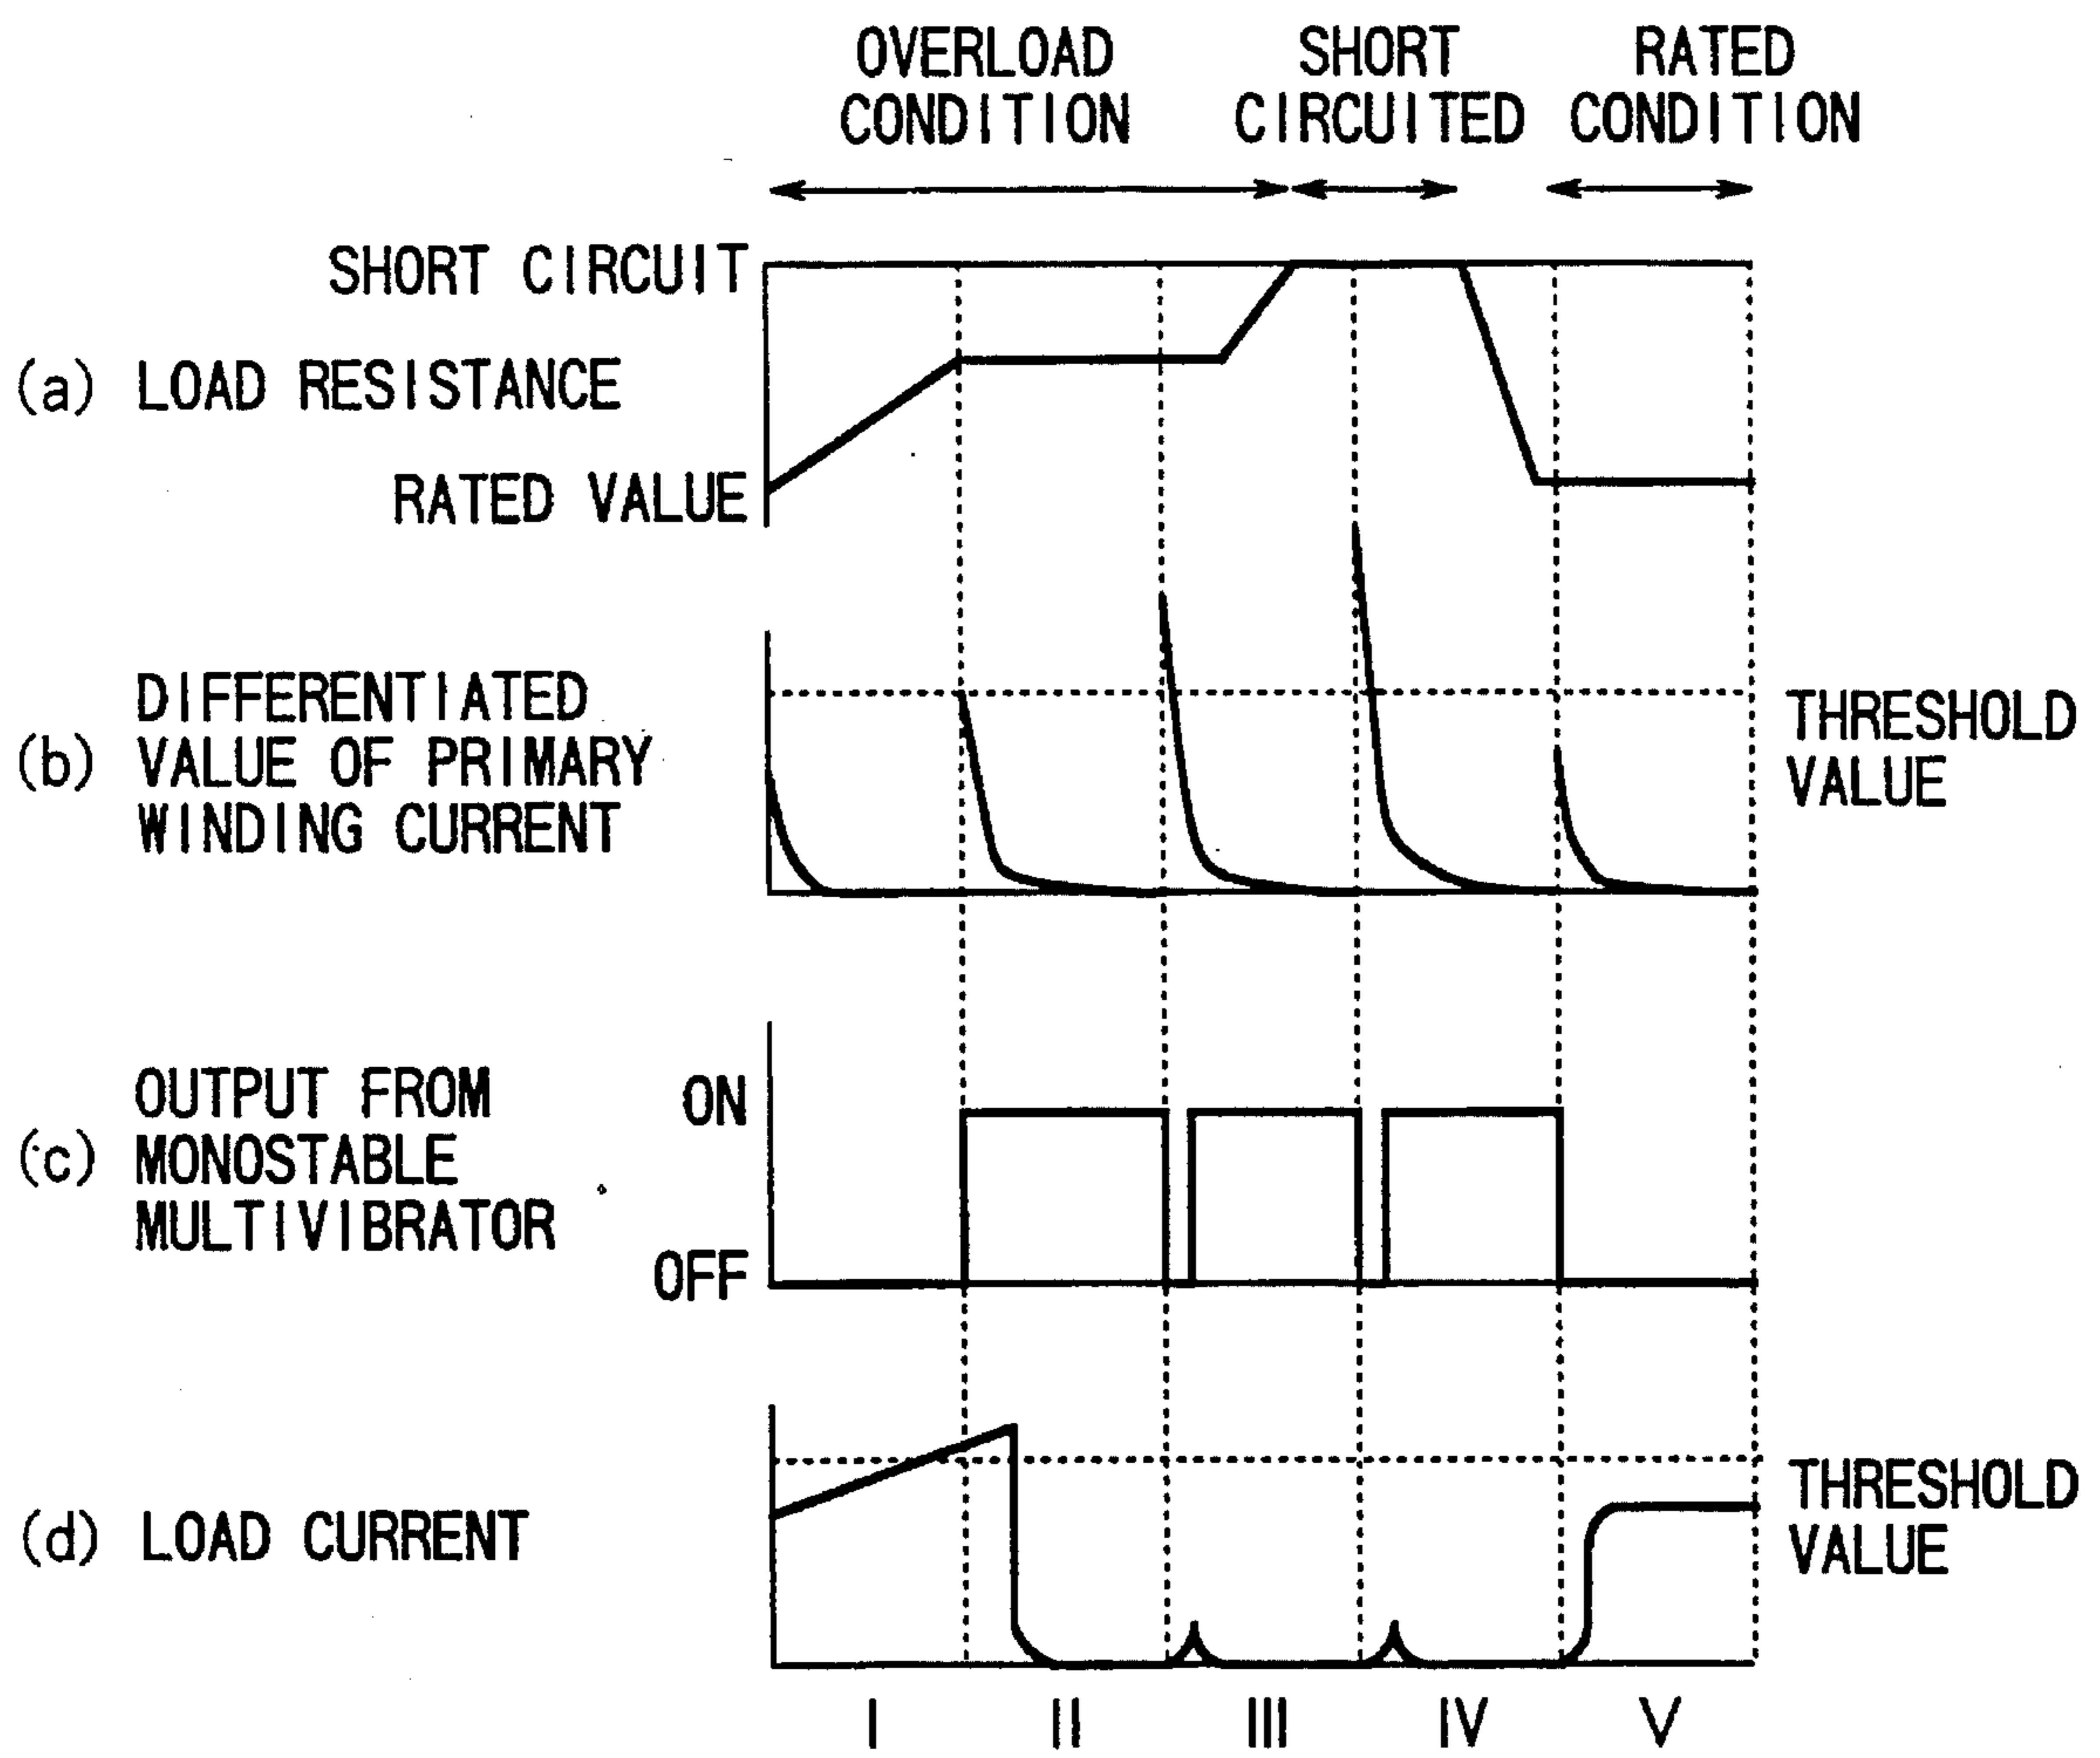 OVERLOAD
CONDITION
SHORT
CIRCUITED
RATED
CONDITION
SHORT CIRCUIT
(a) LOAD RESISTANCE
RATED VALUE
DIFFERENTIATED
(b) VALUE OF PRIMARY
WINDING CURRENT
THRESHOLD
VALUE
OUTPUT FROM
(c) MONOSTABLE
MULTIVIBRATOR
ON
OFF
(d) LOAD CURRENT
THRESHOLD
VALUE
I II III IV V